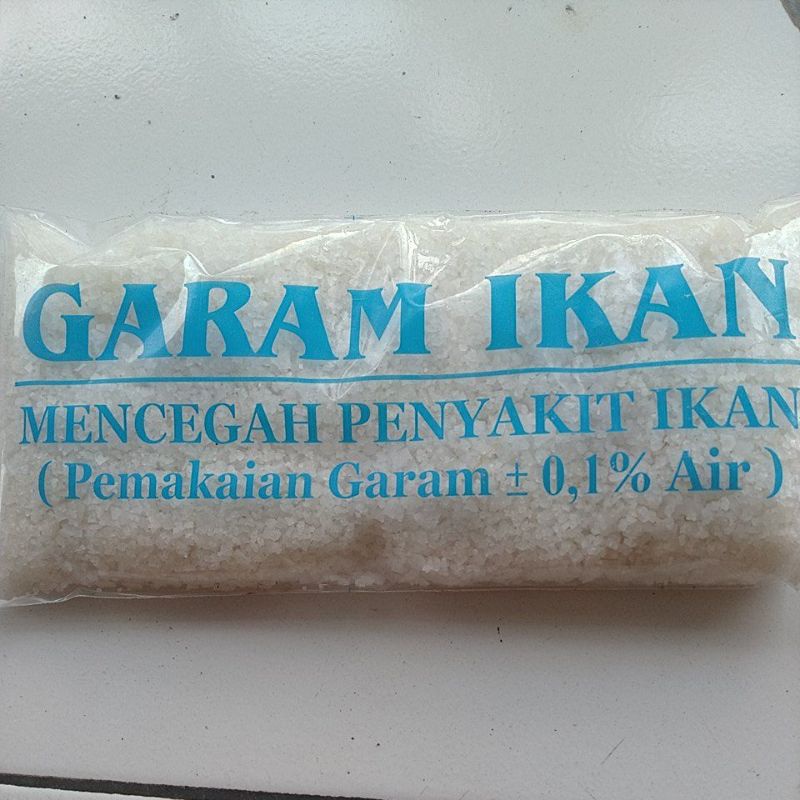 GARAM IKAN
MENCEGAH PENYAKIT IKAN
( Pemakaian Garam ± 0,1% Air )